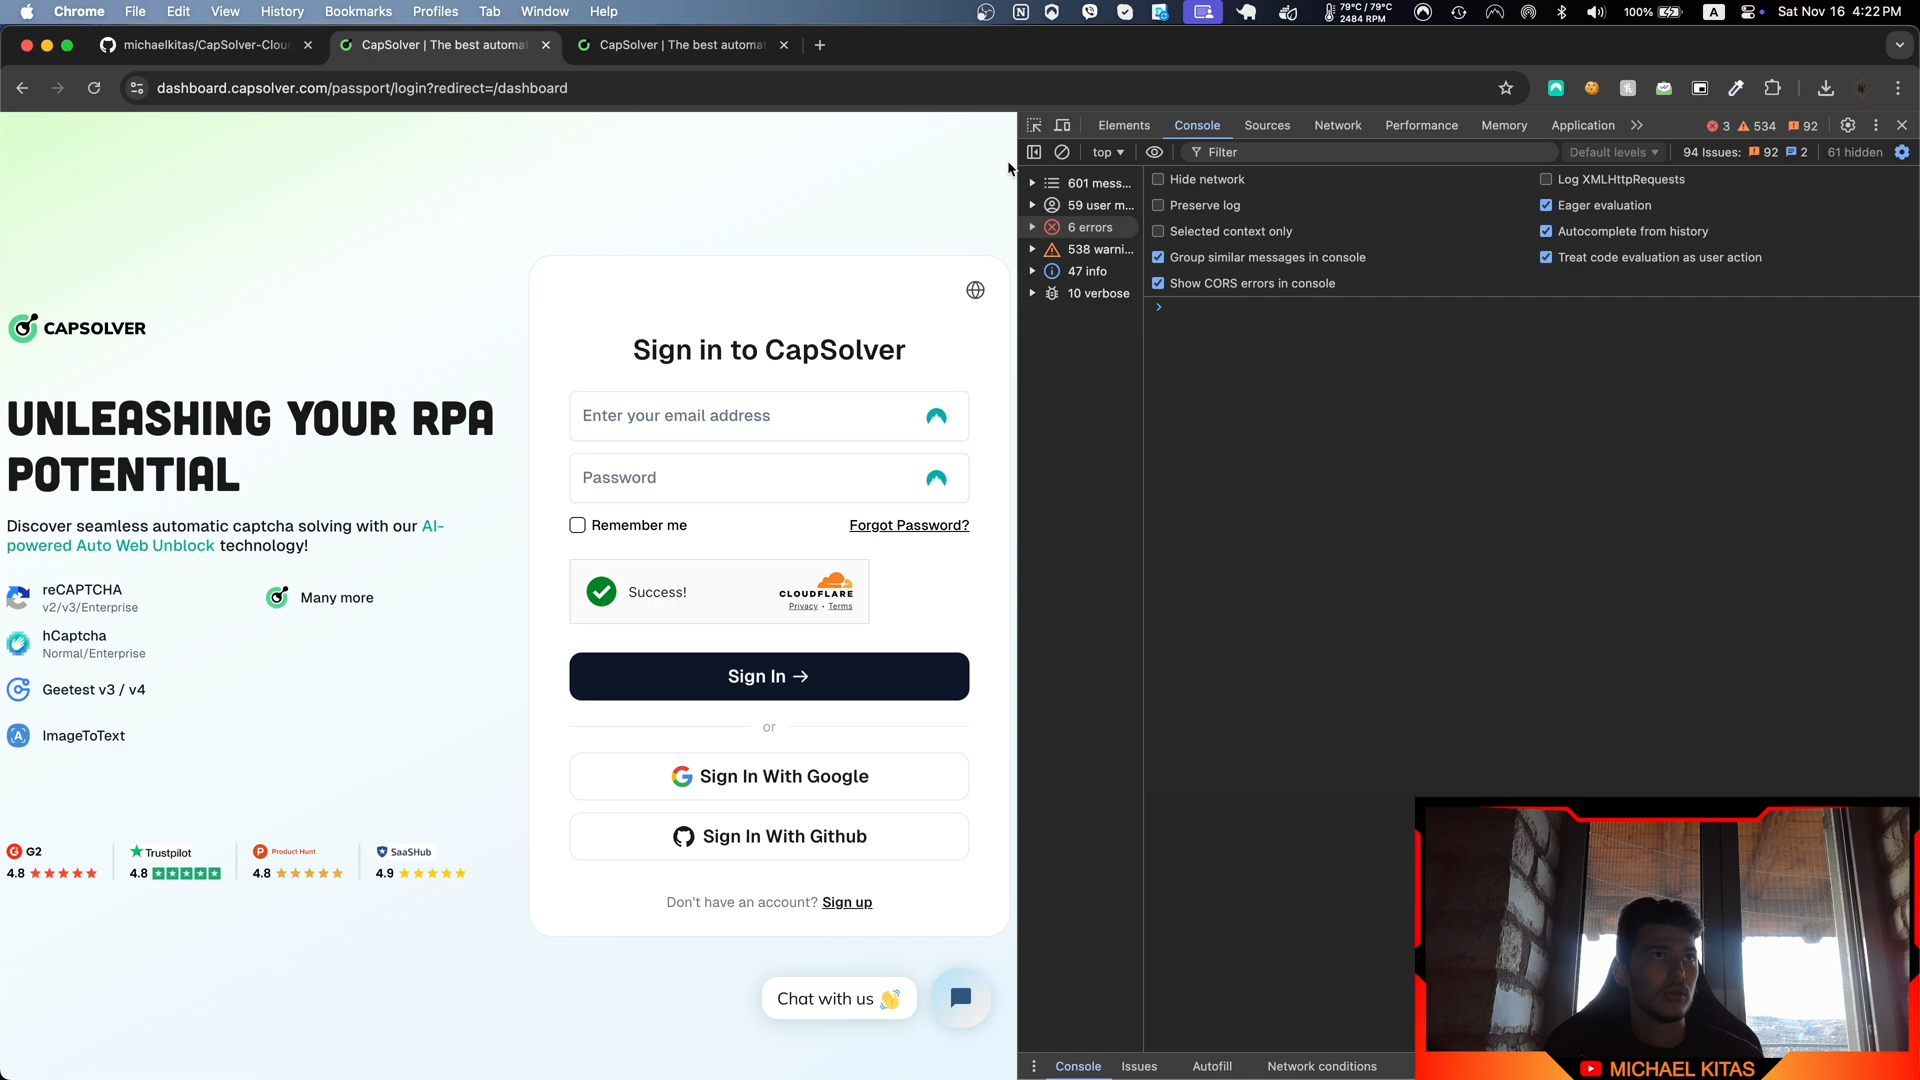 Chrome File Edit View History Bookmarks Profiles Tab Window Help
79°C / 79°C
2484 RPM
100%
A
Sat Nov 16 4:22 PM
michaelkitas/CapSolver-Clou
CapSolver | The best automa
CapSolver | The best automat
dashboard.capsolver.com/passport/login?redirect=/dashboard
CAPSOLVER
UNLEASHING YOUR RPA
POTENTIAL
Discover seamless automatic captcha solving with our AI-
powered Auto Web Unblock technology!
reCAPTCHA
v2/v3/Enterprise
Many more
hCaptcha
Normal/Enterprise
Geetest v3 / v4
ImageToText
G2
4.8
Trustpilot
4.8
Product Hunt
4.8
SaaSHub
4.9
Sign in to CapSolver
Enter your email address
Password
Remember me
Forgot Password?
Success!
CLOUDFLARE
Privacy • Terms
Sign In →
or
Sign In With Google
Sign In With Github
Don't have an account? Sign up
Chat with us 👋
Elements Console Sources Network Performance Memory Application
3 534 92
top
Filter
Default levels
94 Issues: 92 2
61 hidden
601 mess...
59 user m...
6 errors
538 warni...
47 info
10 verbose
Hide network
Preserve log
Selected context only
Group similar messages in console
Show CORS errors in console
Log XMLHttpRequests
Eager evaluation
Autocomplete from history
Treat code evaluation as user action
Console Issues Autofill Network conditions
MICHAEL KITAS